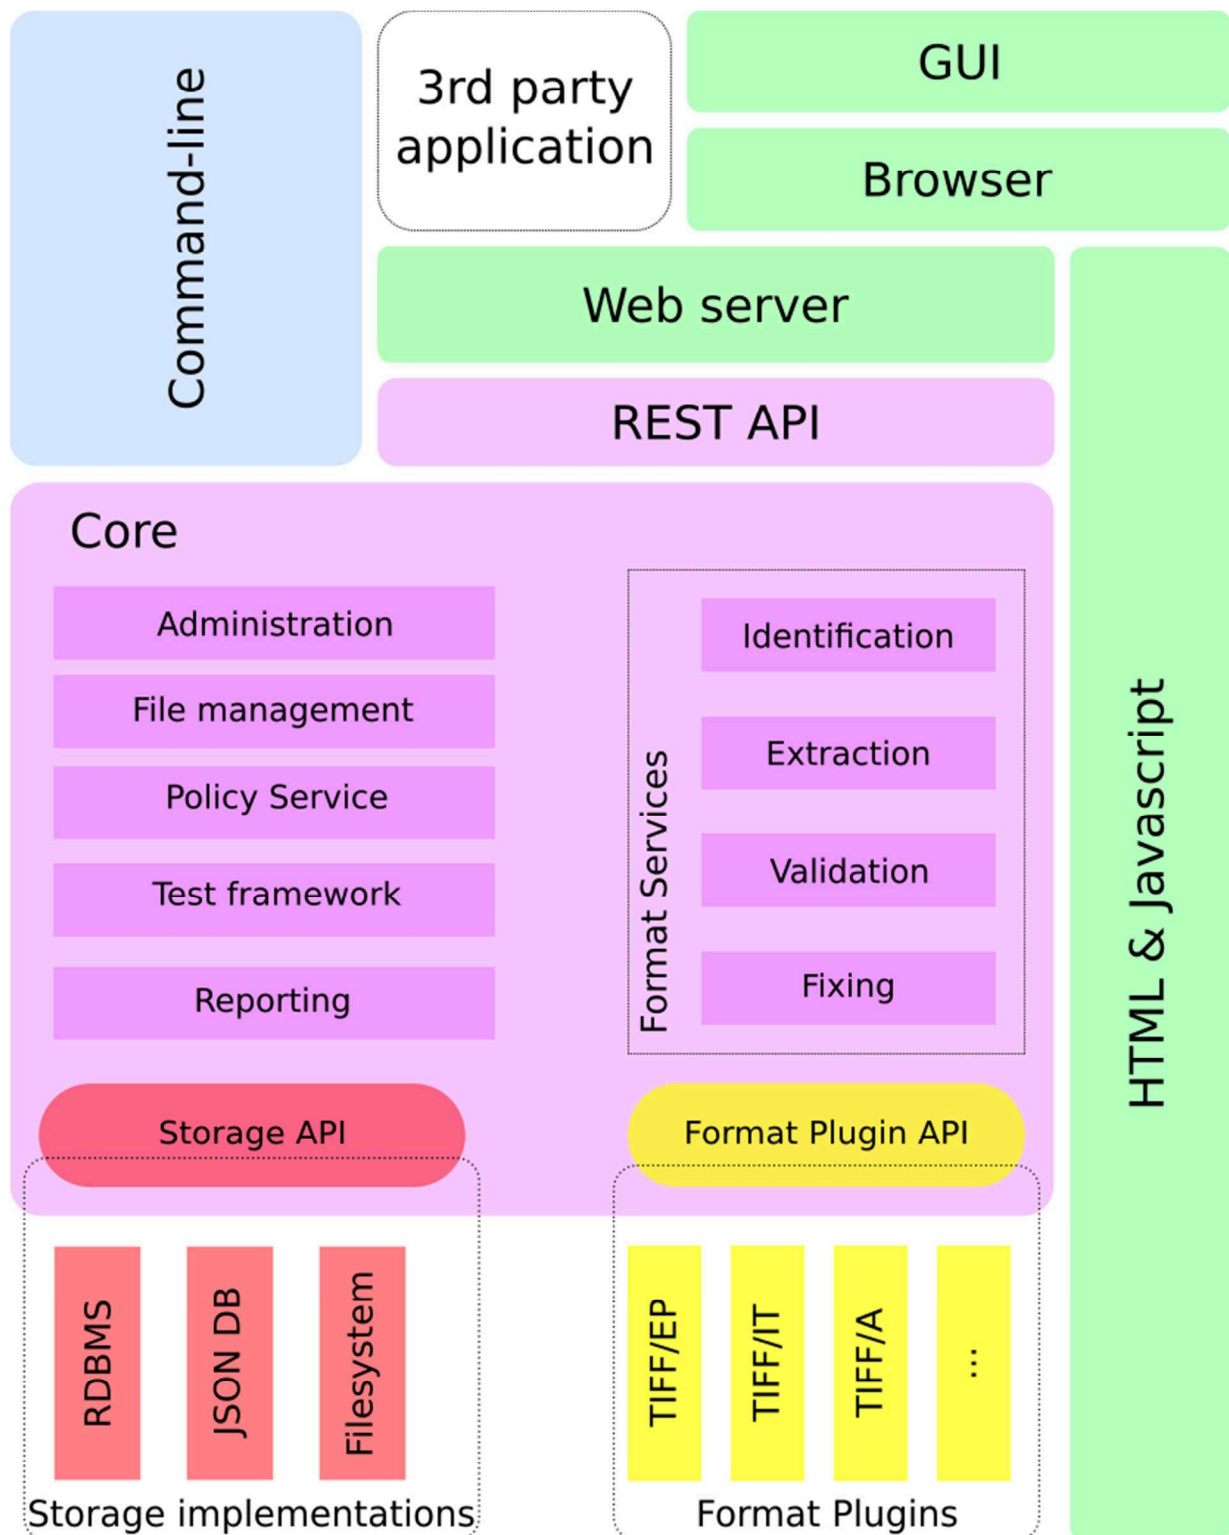 Command-line
3rd party
application
GUI
Browser
Web server
REST API
HTML & Javascript
Core
Administration
File management
Policy Service
Test framework
Reporting
Format Services
Identification
Extraction
Validation
Fixing
Storage API
Format Plugin API
RDBMS
JSON DB
Filesystem
Storage implementations
TIFF/EP
TIFF/IT
TIFF/A
...
Format Plugins